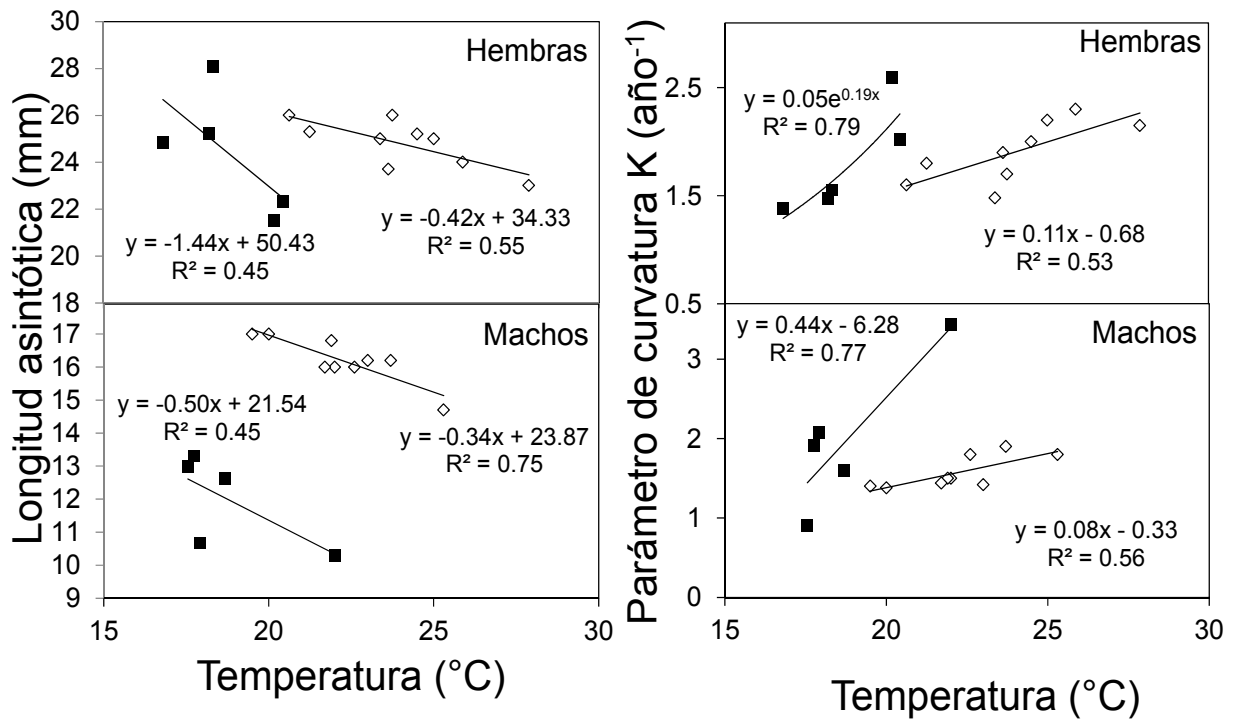 Longitud asintótica (mm)
30
28
26
24
22
20
18
Hembras
y = -1.44x + 50.43
R² = 0.45
y = -0.42x + 34.33
R² = 0.55
17
16
15
14
13
12
11
10
9
Machos
y = -0.50x + 21.54
R² = 0.45
y = -0.34x + 23.87
R² = 0.75
15
20
25
30
Temperatura (°C)
Parámetro de curvatura K (año-1)
2.5
1.5
0.5
Hembras
y = 0.05e0.19x
R² = 0.79
y = 0.11x - 0.68
R² = 0.53
3
2
1
0
Machos
y = 0.44x - 6.28
R² = 0.77
y = 0.08x - 0.33
R² = 0.56
15
20
25
30
Temperatura (°C)